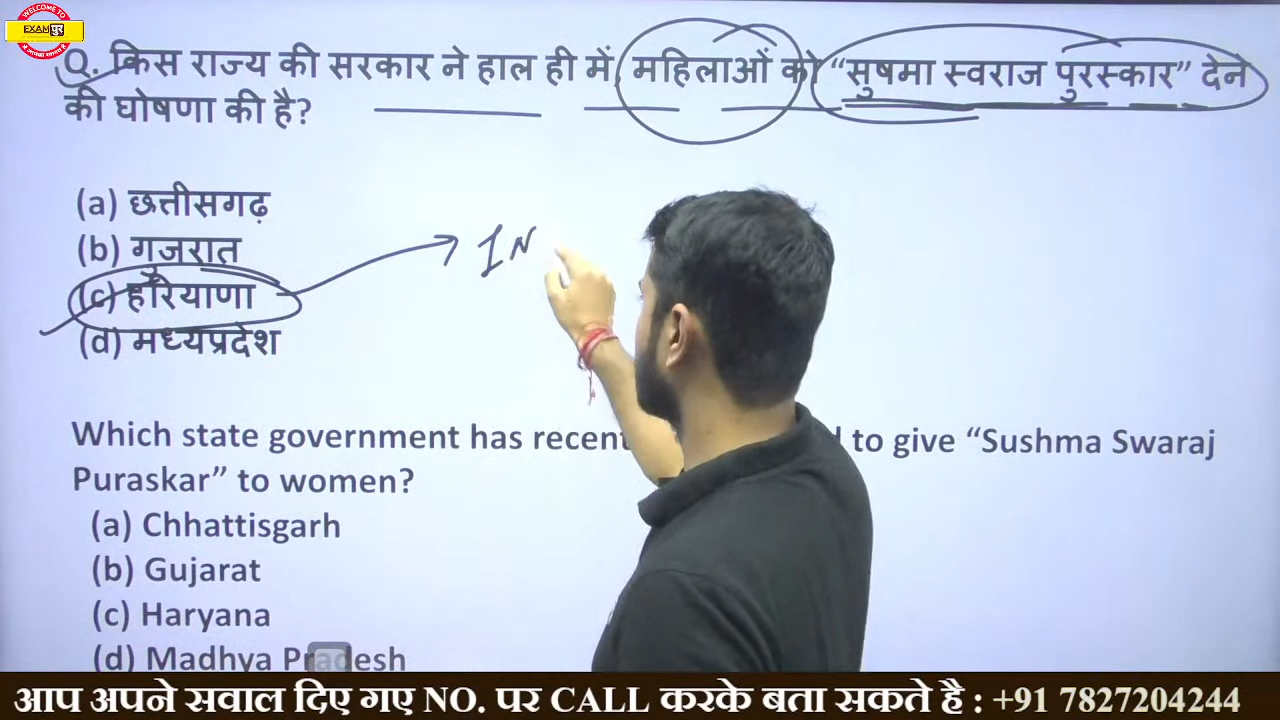 WELCOME TO
EXAM पुर
Q. किस राज्य की सरकार ने हाल ही में, महिलाओं को “सुषमा स्वराज पुरस्कार” देने
की घोषणा की है?
(a) छत्तीसगढ़
(b) गुजरात
(c) हरियाणा
(d) मध्यप्रदेश
IN
Which state government has recent to give “Sushma Swaraj
Puraskar” to women?
(a) Chhattisgarh
(b) Gujarat
(c) Haryana
(d) Madhya Pradesh
आप अपने सवाल दिए गए NO. पर CALL करके बता सकते है : +91 7827204244